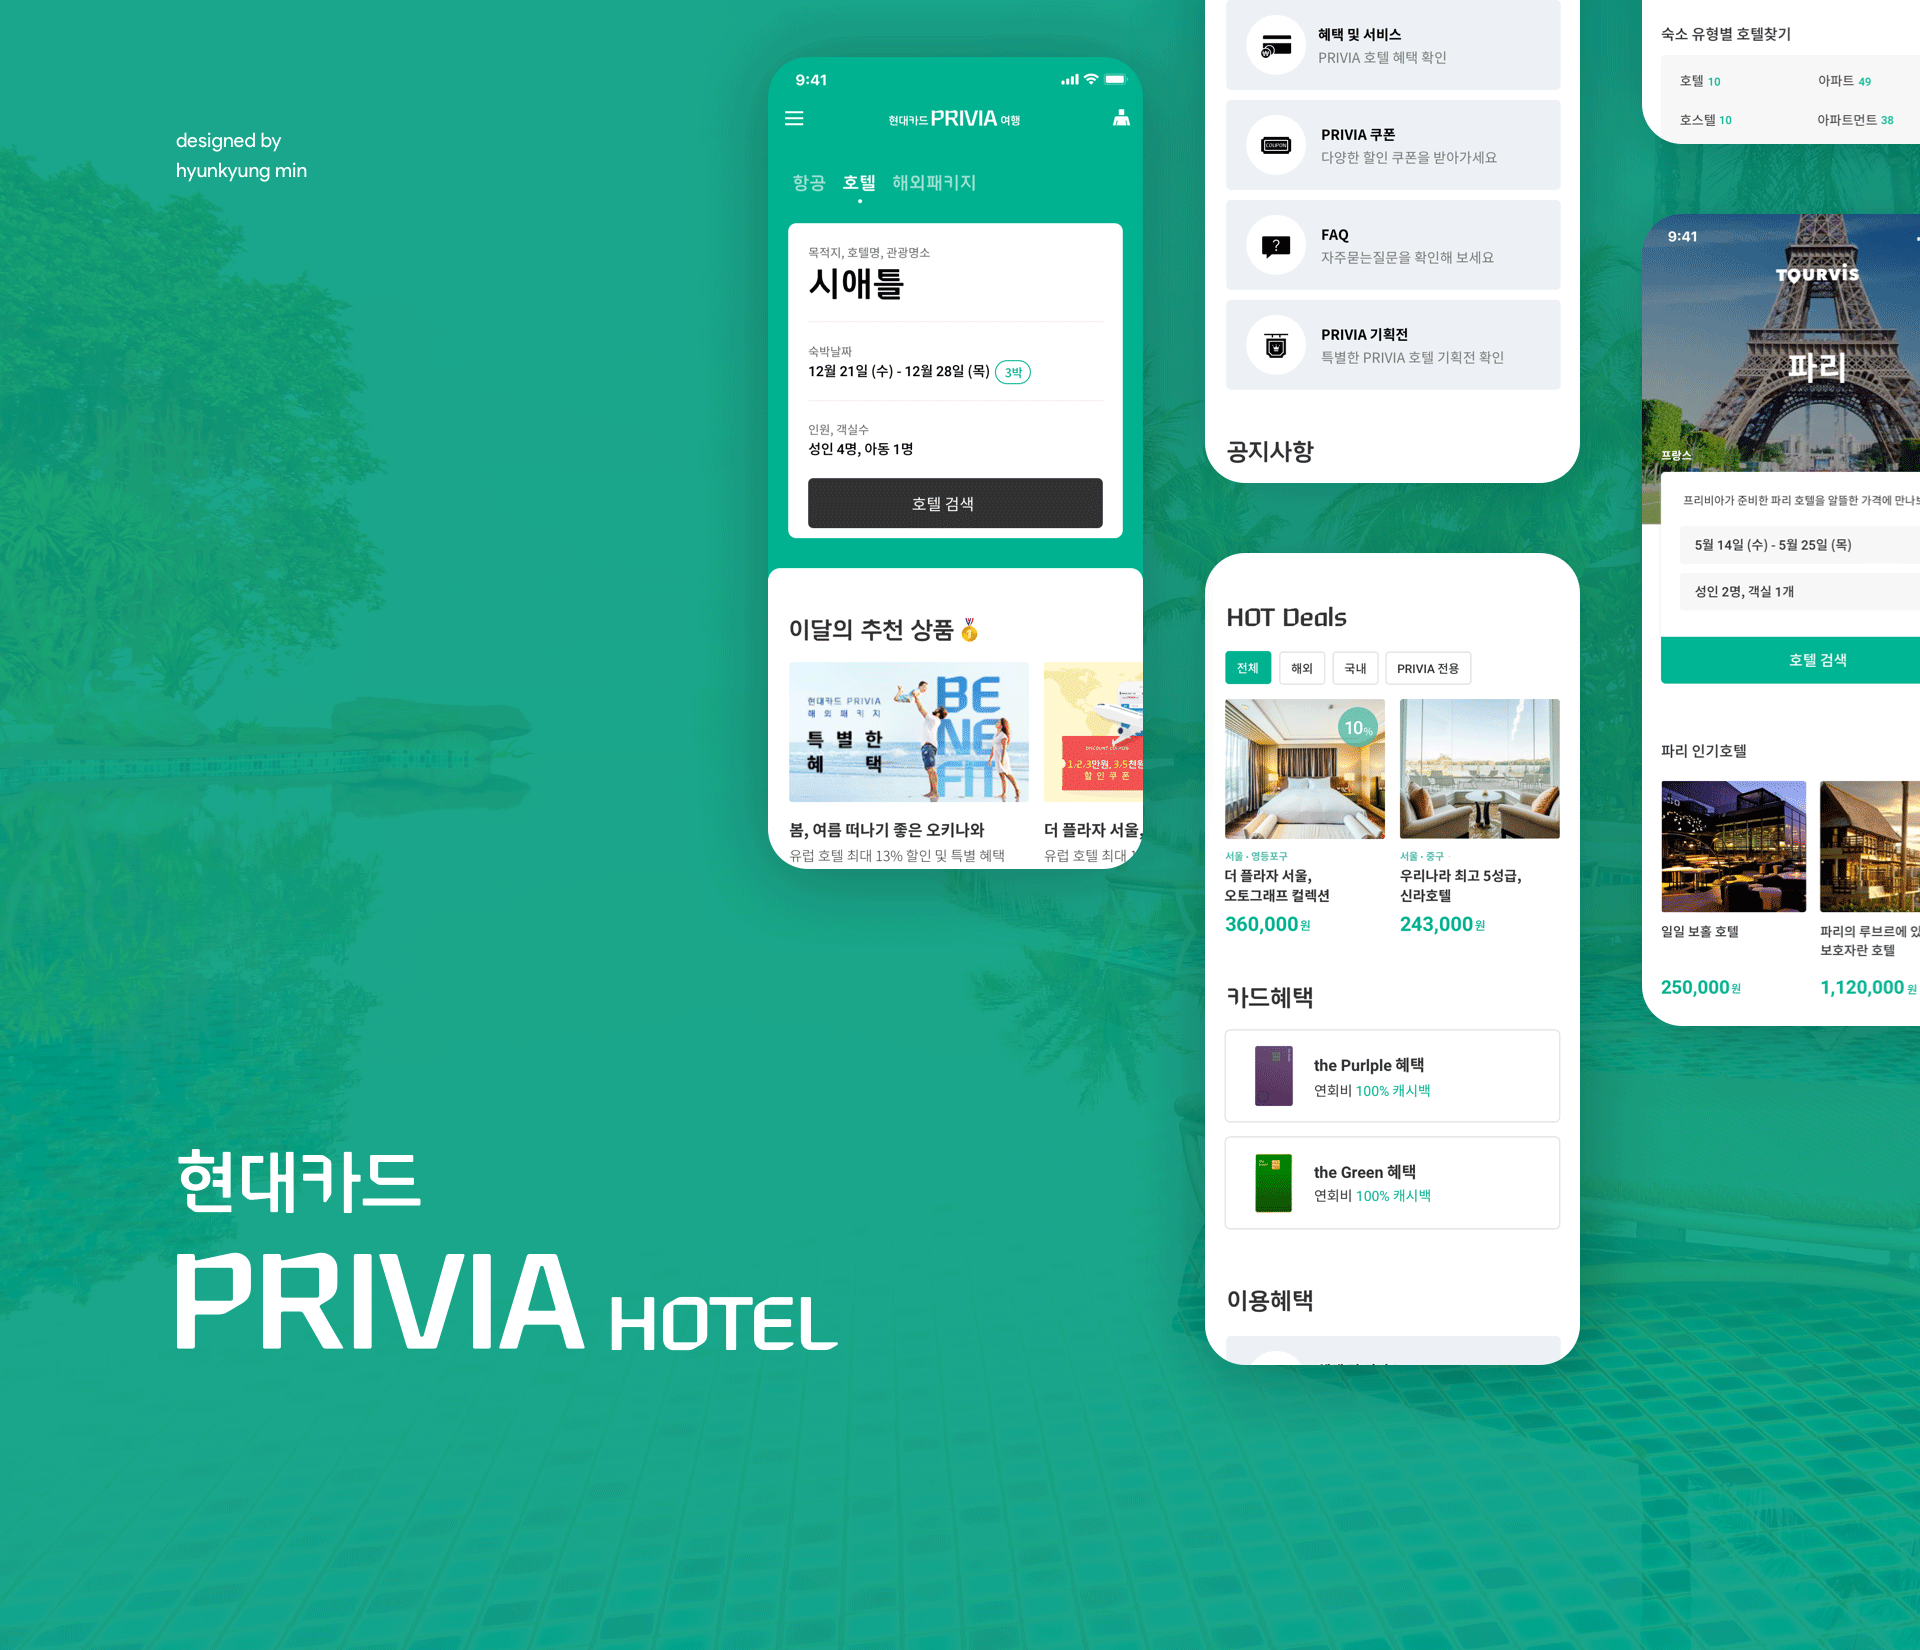 designed by
hyunkyung min
현대카드
PRIVIA HOTEL
9:41
현대카드 PRIVIA 여행
항공 호텔 해외패키지
목적지, 호텔명, 관광명소
시애틀
숙박날짜
12월 21일 (수) - 12월 28일 (목) 3박
인원, 객실수
성인 4명, 아동 1명
호텔 검색
이달의 추천 상품
현대카드 PRIVIA
해외패키지
특별한
혜택
BE
NE
FIT
DISCOUNT COUPON
1,2,3만원, 3,5천원
할인쿠폰
봄, 여름 떠나기 좋은 오키나와
유럽 호텔 최대 13% 할인 및 특별 혜택
더 플라자 서울,
유럽 호텔 최대
혜택 및 서비스
PRIVIA 호텔 혜택 확인
COUPON
PRIVIA 쿠폰
다양한 할인 쿠폰을 받아가세요
?
FAQ
자주묻는질문을 확인해 보세요
PRIVIA 기획전
특별한 PRIVIA 호텔 기획전 확인
공지사항
HOT Deals
전체 해외 국내 PRIVIA 전용
10%
서울 · 영등포구
더 플라자 서울,
오토그래프 컬렉션
360,000원
서울 · 중구
우리나라 최고 5성급,
신라호텔
243,000원
카드혜택
the Purlple 혜택
연회비 100% 캐시백
the Green 혜택
연회비 100% 캐시백
이용혜택
숙소 유형별 호텔찾기
호텔 10 아파트 49
호스텔 10 아파트먼트 38
9:41
TOURVIS
파리
프랑스
프리비아가 준비한 파리 호텔을 알뜰한 가격에 만나보
5월 14일 (수) - 5월 25일 (목)
성인 2명, 객실 1개
호텔 검색
파리 인기호텔
일일 보홀 호텔
250,000원
파리의 루브르에 있
보호자란 호텔
1,120,000원